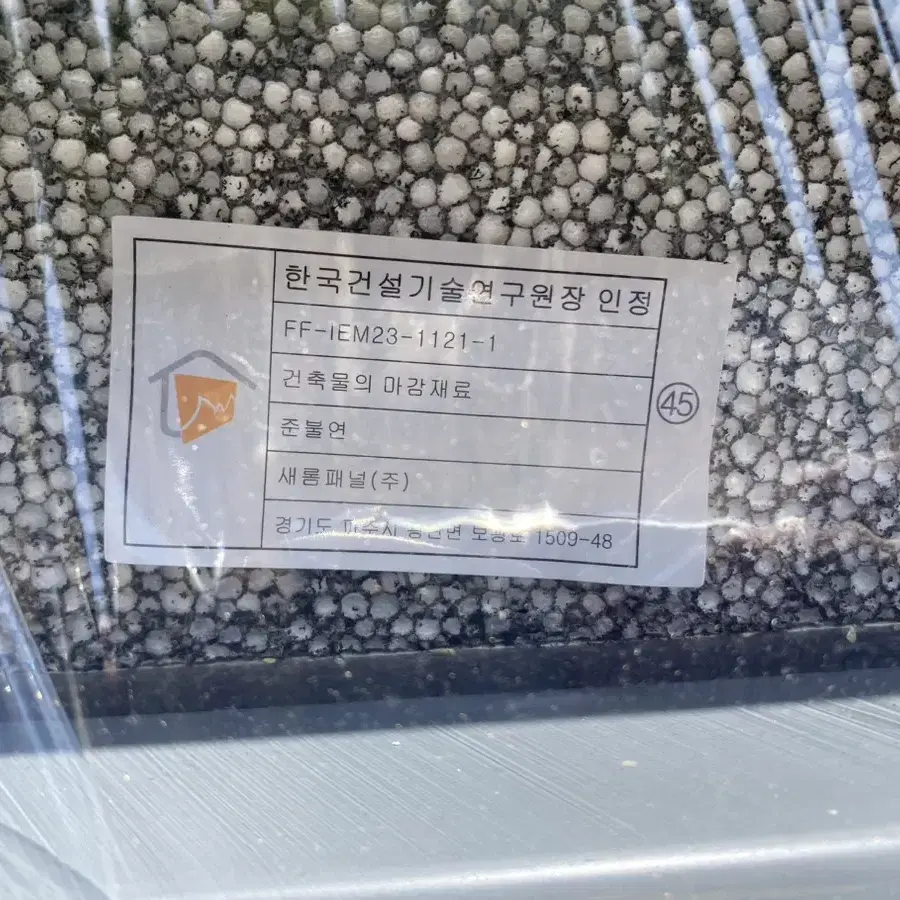 한국건설기술연구원장 인정
FF-IEM23-1121-1
건축물의 마감재료
준불연
㊺
새롬패널(주)
경기도 1509-48